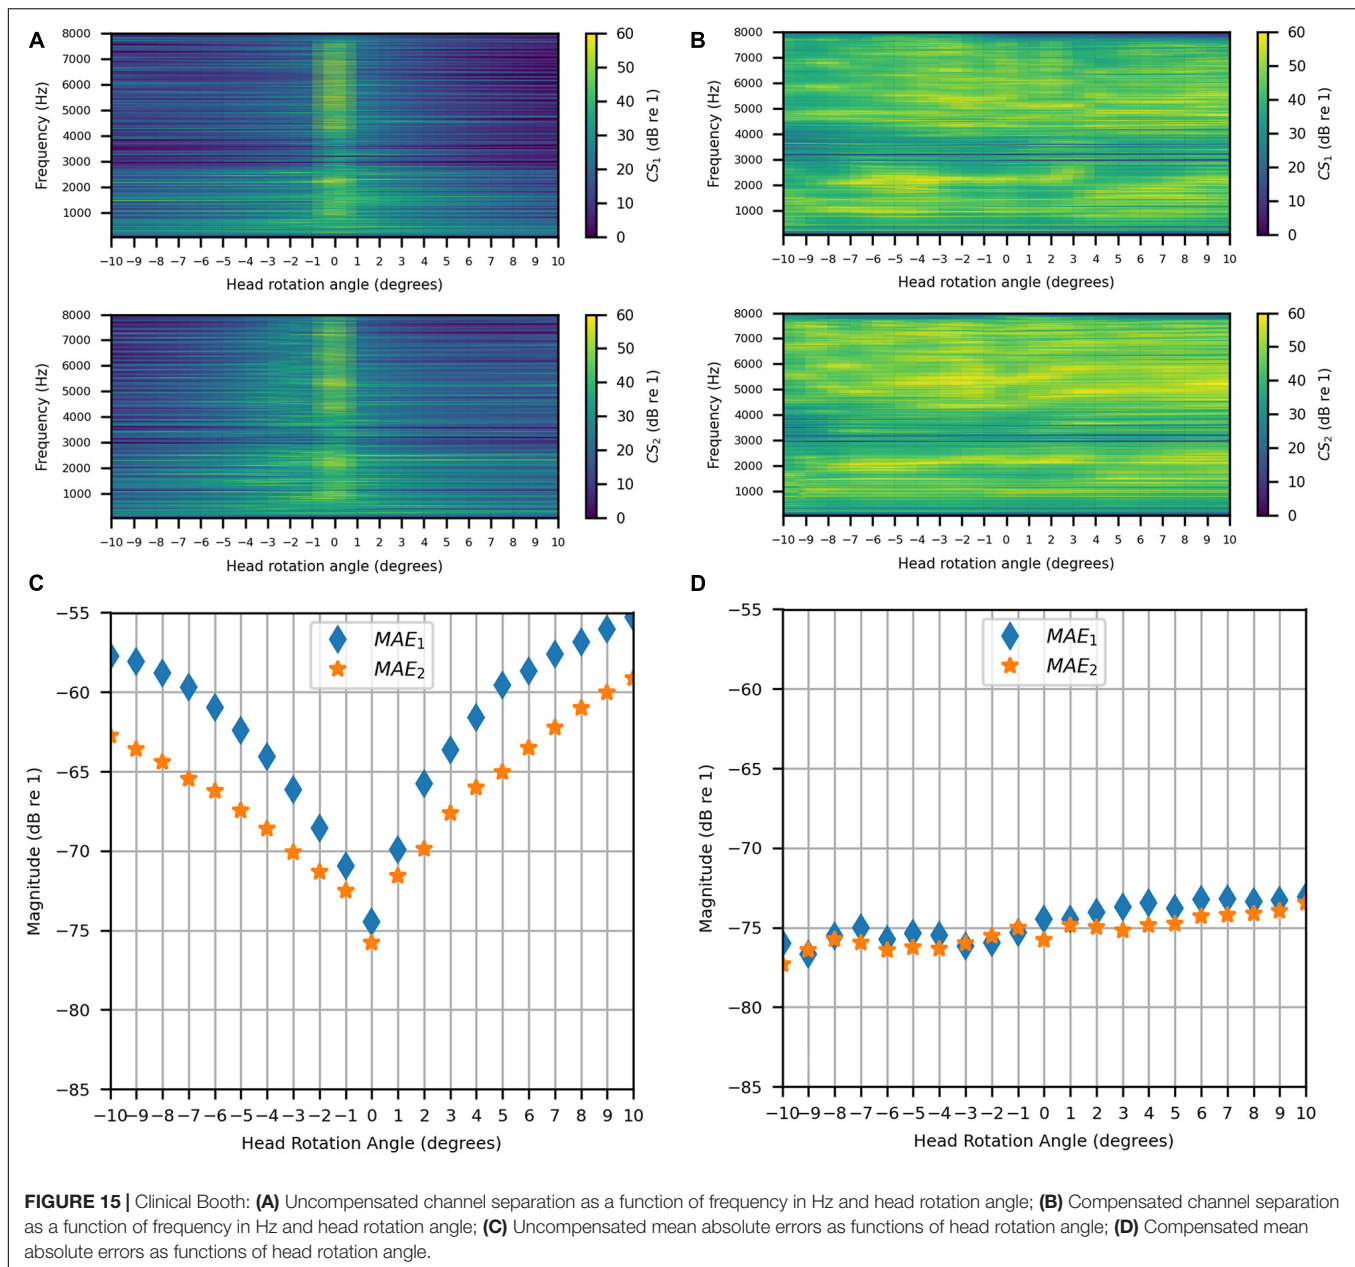 A
8000
7000
6000
5000
4000
3000
2000
1000
Frequency (Hz)
−10 −9 −8 −7 −6 −5 −4 −3 −2 −1 0 1 2 3 4 5 6 7 8 9 10
Head rotation angle (degrees)
60
50
40
30
20
10
0
CS1 (dB re 1)
B
8000
7000
6000
5000
4000
3000
2000
1000
Frequency (Hz)
−10 −9 −8 −7 −6 −5 −4 −3 −2 −1 0 1 2 3 4 5 6 7 8 9 10
Head rotation angle (degrees)
60
50
40
30
20
10
0
CS1 (dB re 1)
8000
7000
6000
5000
4000
3000
2000
1000
Frequency (Hz)
−10 −9 −8 −7 −6 −5 −4 −3 −2 −1 0 1 2 3 4 5 6 7 8 9 10
Head rotation angle (degrees)
60
50
40
30
20
10
0
CS2 (dB re 1)
8000
7000
6000
5000
4000
3000
2000
1000
Frequency (Hz)
−10 −9 −8 −7 −6 −5 −4 −3 −2 −1 0 1 2 3 4 5 6 7 8 9 10
Head rotation angle (degrees)
60
50
40
30
20
10
0
CS2 (dB re 1)
C
−55
−60
−65
−70
−75
−80
−85
Magnitude (dB re 1)
MAE1
MAE2
−10 −9 −8 −7 −6 −5 −4 −3 −2 −1 0 1 2 3 4 5 6 7 8 9 10
Head Rotation Angle (degrees)
D
−55
−60
−65
−70
−75
−80
−85
Magnitude (dB re 1)
MAE1
MAE2
−10 −9 −8 −7 −6 −5 −4 −3 −2 −1 0 1 2 3 4 5 6 7 8 9 10
Head Rotation Angle (degrees)
FIGURE 15 | Clinical Booth: (A) Uncompensated channel separation as a function of frequency in Hz and head rotation angle; (B) Compensated channel separation
as a function of frequency in Hz and head rotation angle; (C) Uncompensated mean absolute errors as functions of head rotation angle; (D) Compensated mean
absolute errors as functions of head rotation angle.